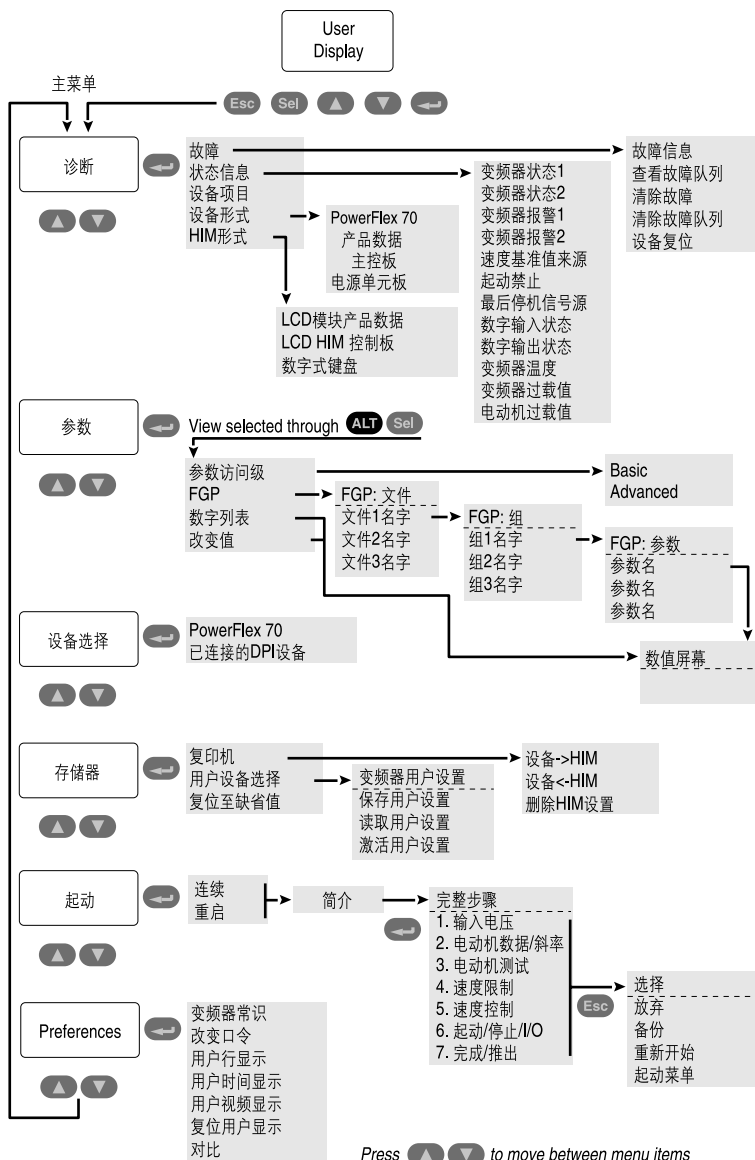 User
Display
主菜单
Esc Sel
诊断
故障
状态信息
设备项目
设备形式
HIM形式
PowerFlex 70
产品数据
主控板
电源单元板
LCD模块产品数据
LCD HIM 控制板
数字式键盘
变频器状态1
变频器状态2
变频器报警1
变频器报警2
速度基准值来源
起动禁止
最后停机信号源
数字输入状态
数字输出状态
变频器温度
变频器过载值
电动机过载值
故障信息
查看故障队列
清除故障
清除故障队列
设备复位
参数
View selected through ALT Sel
参数访问级
FGP
数字列表
改变值
FGP: 文件
文件1名字
文件2名字
文件3名字
FGP: 组
组1名字
组2名字
组3名字
Basic
Advanced
FGP: 参数
参数名
参数名
参数名
数值屏幕
设备选择
PowerFlex 70
已连接的DPI设备
存储器
复印机
用户设备选择
复位至缺省值
变频器用户设置
保存用户设置
读取用户设置
激活用户设置
设备->HIM
设备<-HIM
删除HIM设置
起动
连续
重启
简介
完整步骤
1. 输入电压
2. 电动机数据/斜率
3. 电动机测试
4. 速度限制
5. 速度控制
6. 起动/停止/I/O
7. 完成/推出
Esc
选择
放弃
备份
重新开始
起动菜单
Preferences
变频器常识
改变口令
用户行显示
用户时间显示
用户视频显示
复位用户显示
对比
Press to move between menu items